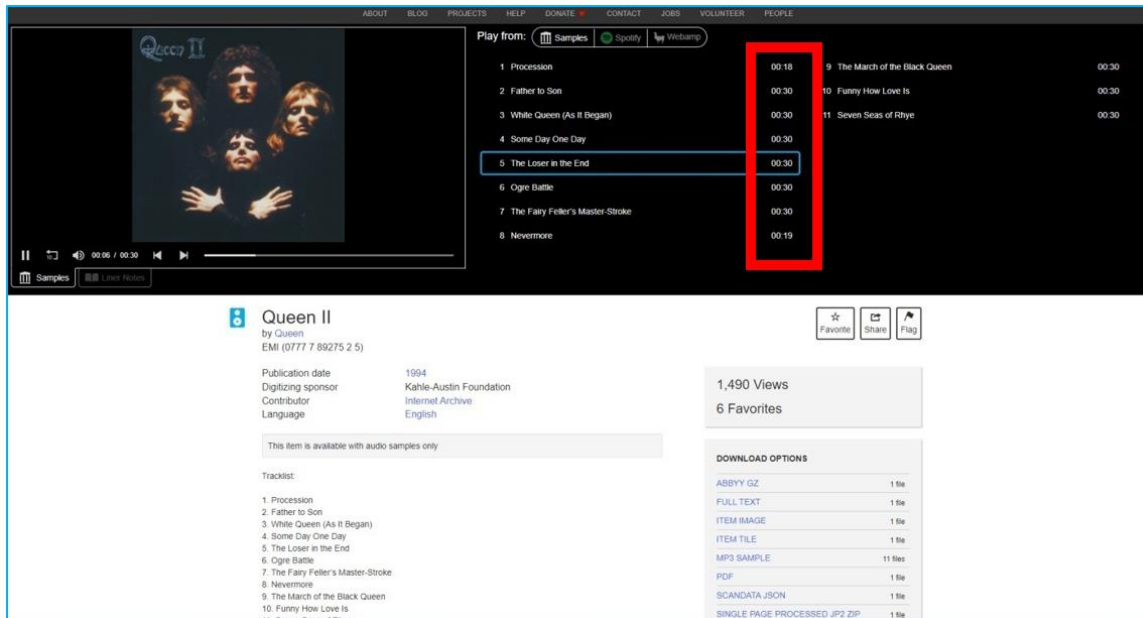 ABOUT BLOG PROJECTS HELP DONATE CONTACT JOBS VOLUNTEER PEOPLE
Queen II
Play from: Samples Spotify Webamp
1 Procession 00:18
2 Father to Son 00:30
3 White Queen (As It Began) 00:30
4 Some Day One Day 00:30
5 The Loser in the End 00:30
6 Ogre Battle 00:30
7 The Fairy Feller's Master-Stroke 00:30
8 Nevermore 00:19
9 The March of the Black Queen 00:30
10 Funny How Love Is 00:30
11 Seven Seas of Rhye 00:30
00:06 / 00:30
Samples Liner Notes
Queen II
by Queen
EMI (0777 7 89275 2 5)
Favorite Share Flag
Publication date 1994
Digitizing sponsor Kahle-Austin Foundation
Contributor Internet Archive
Language English
This item is available with audio samples only
Tracklist
1. Procession
2. Father to Son
3. White Queen (As It Began)
4. Some Day One Day
5. The Loser in the End
6. Ogre Battle
7. The Fairy Feller's Master-Stroke
8. Nevermore
9. The March of the Black Queen
10. Funny How Love Is
1,490 Views
6 Favorites
DOWNLOAD OPTIONS
ABBYY GZ 1 file
FULL TEXT 1 file
ITEM IMAGE 1 file
ITEM TILE 1 file
MP3 SAMPLE 11 files
PDF 1 file
SCANDATA JSON 1 file
SINGLE PAGE PROCESSED JP2 ZIP 1 file